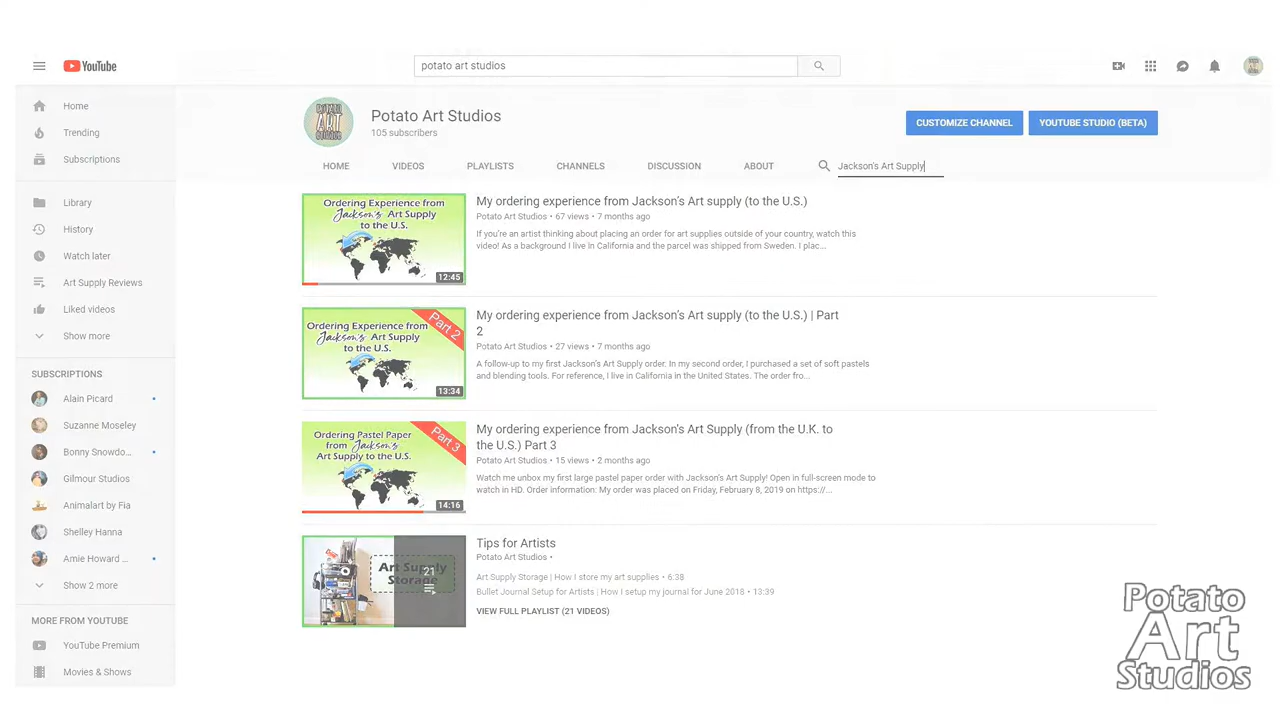 YouTube
potato art studios
Home
Trending
Subscriptions
Library
History
Watch later
Art Supply Reviews
Liked videos
Show more
SUBSCRIPTIONS
Alain Picard
Suzanne Moseley
Bonny Snowdo...
Gilmour Studios
Animalart by Fia
Shelley Hanna
Amie Howard ...
Show 2 more
MORE FROM YOUTUBE
YouTube Premium
Movies & Shows
POTATO ART STUDIOS
Potato Art Studios
105 subscribers
CUSTOMIZE CHANNEL
YOUTUBE STUDIO (BETA)
HOME VIDEOS PLAYLISTS CHANNELS DISCUSSION ABOUT Jackson's Art Supply
Ordering Experience from
Jackson's Art Supply
to the U.S.
12:45
My ordering experience from Jackson's Art supply (to the U.S.)
Potato Art Studios • 67 views • 7 months ago
If you're an artist thinking about placing an order for art supplies outside of your country, watch this
video! As a background I live in California and the parcel was shipped from Sweden. I plac...
Part 2
Ordering Experience from
Jackson's Art Supply
to the U.S.
13:34
My ordering experience from Jackson's Art supply (to the U.S.) | Part
2
Potato Art Studios • 27 views • 7 months ago
A follow-up to my first Jackson's Art Supply order. In my second order, I purchased a set of soft pastels
and blending tools. For reference, I live in California in the United States. The order fro...
Part 3
Ordering Pastel Paper
from Jackson's
Art Supply to the U.S.
14:16
My ordering experience from Jackson's Art Supply (from the U.K. to
the U.S.) Part 3
Potato Art Studios • 15 views • 2 months ago
Watch me unbox my first large pastel paper order with Jackson's Art Supply! Open in full-screen mode to
watch in HD. Order information: My order was placed on Friday, February 8, 2019 on https://...
Art Supply
Storage
21
Tips for Artists
Potato Art Studios •
Art Supply Storage | How I store my art supplies • 6:38
Bullet Journal Setup for Artists | How I setup my journal for June 2018 • 13:39
VIEW FULL PLAYLIST (21 VIDEOS)
Potato
Art
Studios